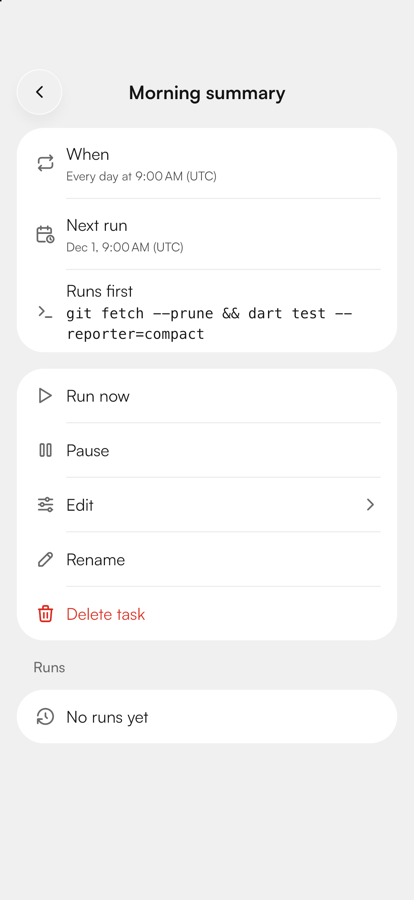 Morning summary
When
Every day at 9:00 AM (UTC)
Next run
Dec 1, 9:00 AM (UTC)
Runs first
git fetch --prune && dart test --
reporter=compact
Run now
Pause
Edit
Rename
Delete task
Runs
No runs yet